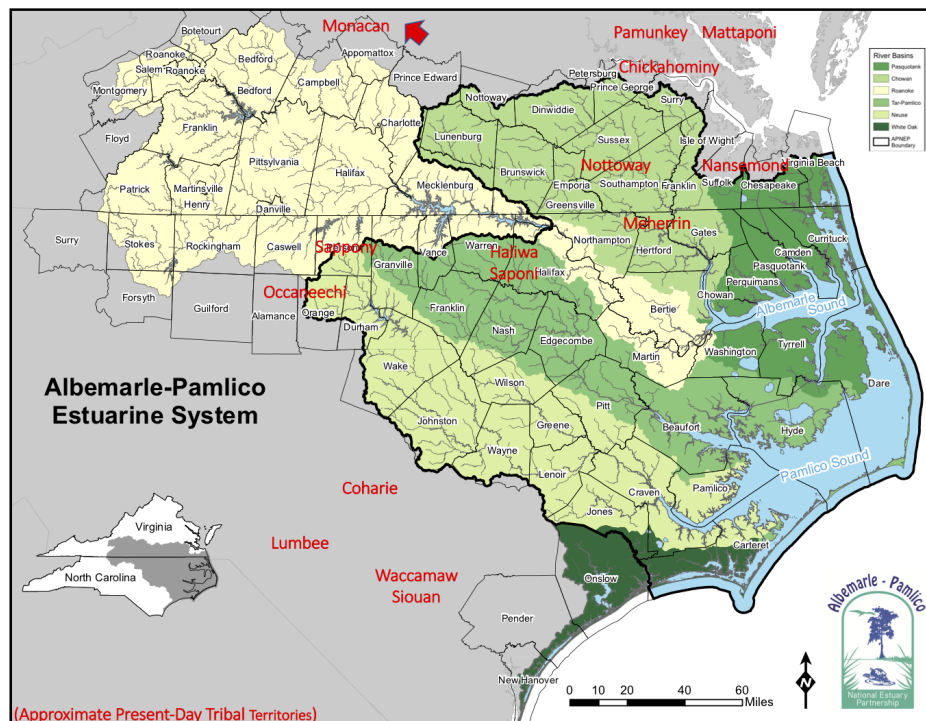 Monacan
Pamunkey Mattaponi
Chickahominy
Botetourt
Roanoke
Salem
Roanoke
Bedford
Bedford
Montgomery
Campbell
Appomattox
Prince Edward
Petersburg
Prince George
Nottoway
Dinwiddie
Surry
Charlotte
Lunenburg
Sussex
Isle of Wight
Floyd
Franklin
Pittsylvania
Halifax
Brunswick
Nottoway
Nansemond
Virginia Beach
Emporia
Southampton
Franklin
Suffolk
Chesapeake
Greensville
Patrick
Martinsville
Henry
Danville
Mecklenburg
Meherrin
Gates
Northampton
Hertford
Currituck
Camden
Pasquotank
Perquimans
Surry
Stokes
Rockingham
Caswell
Sappony
Vance
Warren
Granville
Haliwa
Saponi
Halifax
Chowan
Albemarle
Sound
Forsyth
Guilford
Alamance
Occaneechi
Orange
Durham
Franklin
Nash
Edgecombe
Bertie
Martin
Washington
Tyrrell
Dare
Wake
Wilson
Pitt
Beaufort
Hyde
Johnston
Greene
Wayne
Lenoir
Craven
Pamlico
Pamlico Sound
Jones
Carteret
Onslow
Pender
New Hanover
Albemarle-Pamlico
Estuarine System
Coharie
Lumbee
Waccamaw
Siouan
Virginia
North Carolina
River Basins
Pasquotank
Chowan
Roanoke
Tar-Pamlico
Neuse
White Oak
APNEP
Boundary
0 10 20 30 40 60
Miles
N
Albemarle - Pamlico
National Estuary
Partnership
(Approximate Present-Day Tribal Territories)